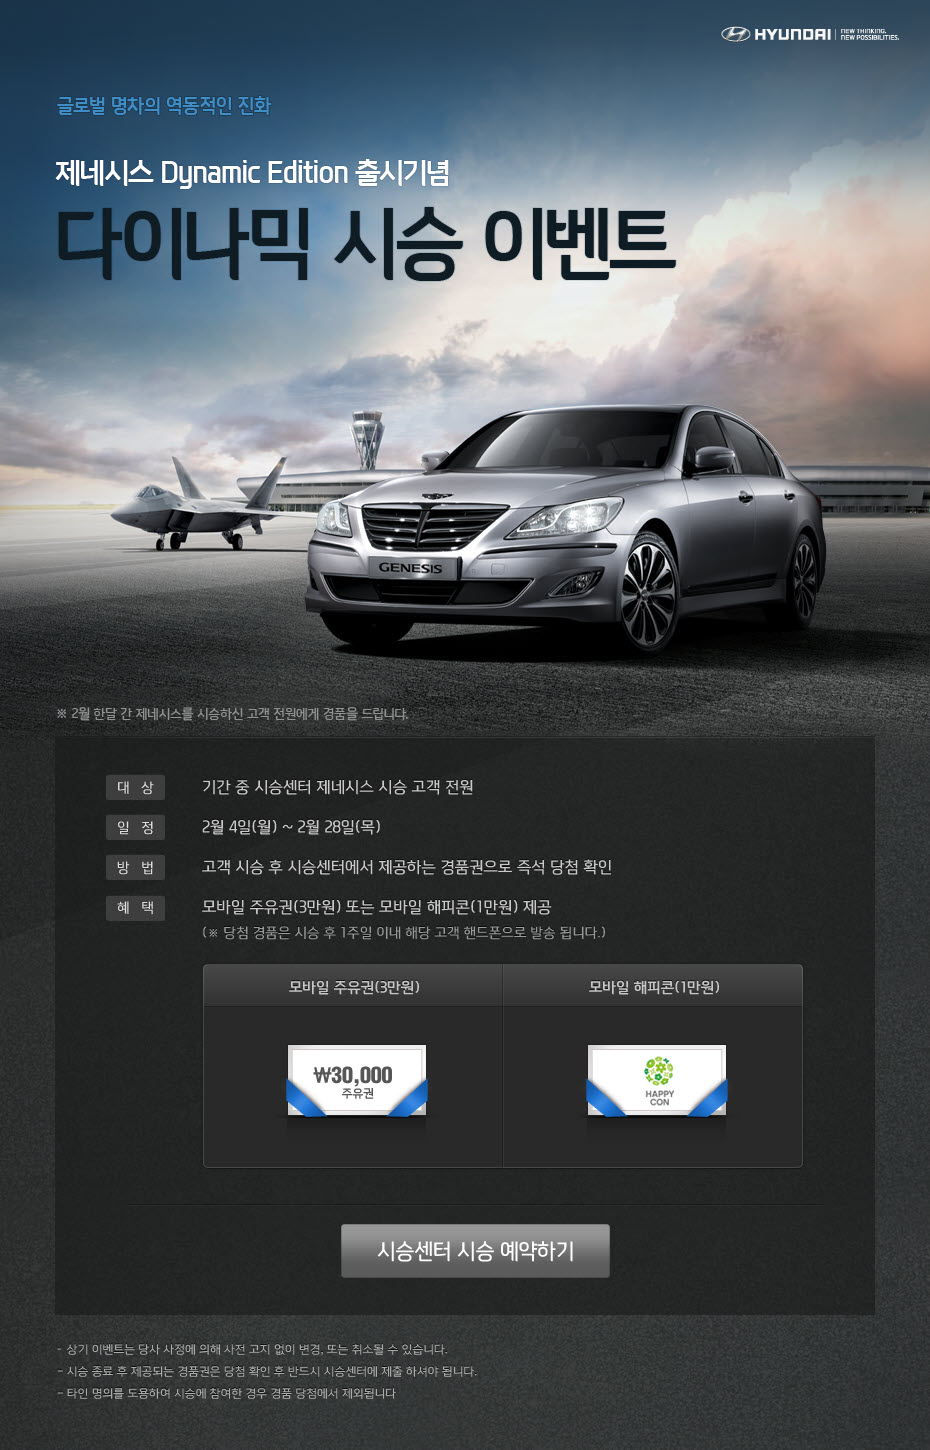 HYUNDAI | NEW THINKING.
NEW POSSIBILITIES.
글로벌 명차의 역동적인 진화
제네시스 Dynamic Edition 출시기념
다이나믹 시승 이벤트
GENESIS
※ 2월 한달 간 제네시스를 시승하신 고객 전원에게 경품을 드립니다.
대 상 기간 중 시승센터 제네시스 시승 고객 전원
일 정 2월 4일(월) ~ 2월 28일(목)
방 법 고객 시승 후 시승센터에서 제공하는 경품권으로 즉석 당첨 확인
혜 택 모바일 주유권(3만원) 또는 모바일 해피콘(1만원) 제공
(※ 당첨 경품은 시승 후 1주일 이내 해당 고객 핸드폰으로 발송 됩니다.)
모바일 주유권(3만원) 모바일 해피콘(1만원)
₩30,000
주유권
HAPPY
CON
시승센터 시승 예약하기
- 상기 이벤트는 당사 사정에 의해 사전 고지 없이 변경, 또는 취소될 수 있습니다.
- 시승 종료 후 제공되는 경품권은 당첨 확인 후 반드시 시승센터에 제출 하셔야 됩니다.
- 타인 명의를 도용하여 시승에 참여한 경우 경품 당첨에서 제외됩니다